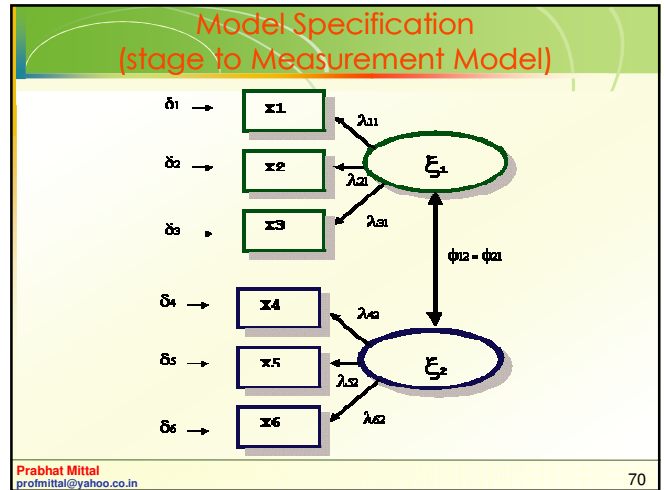 Model Specification
(stage to Measurement Model)
δ1 → x1
λ11
ξ1
δ2 → x2
λ21
δ3 → x3
λ31
ϕ12 = ϕ21
δ4 → x4
λ42
ξ2
δ5 → x5
λ52
δ6 → x6
λ62
Prabhat Mittal
profmittal@yahoo.co.in
70